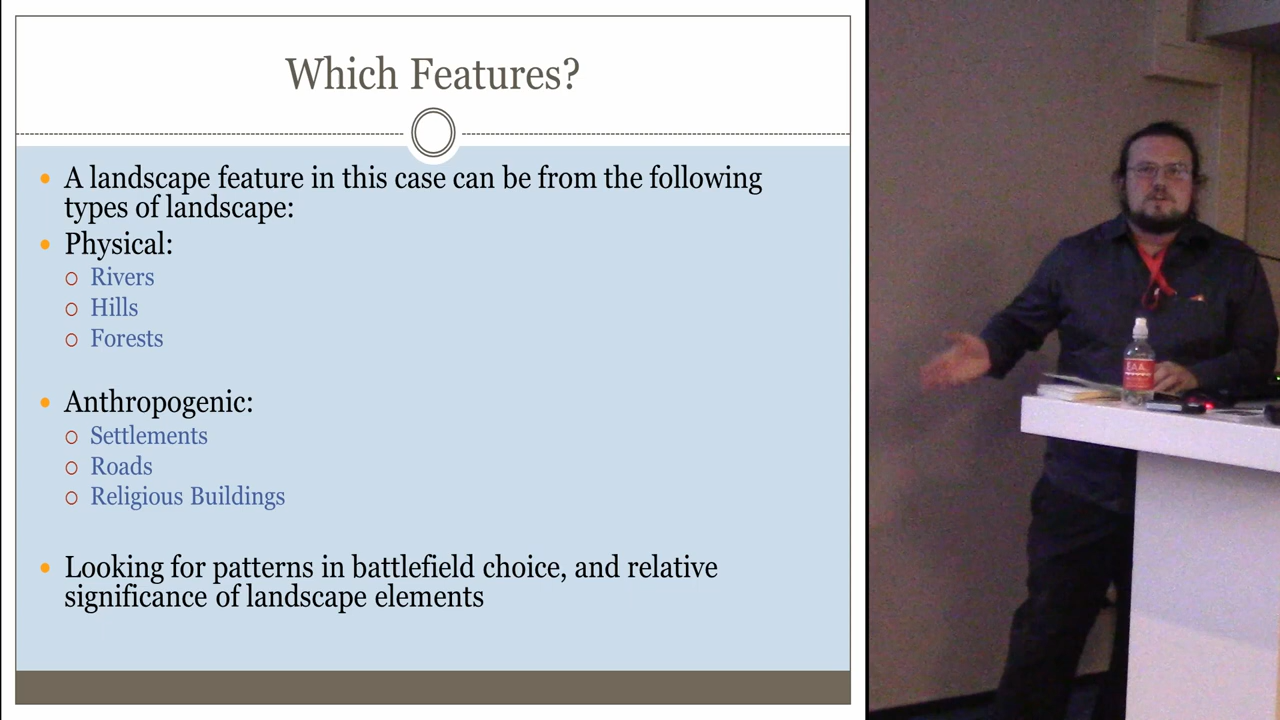 Which Features?
A landscape feature in this case can be from the following
types of landscape:
Physical:
Rivers
Hills
Forests
Anthropogenic:
Settlements
Roads
Religious Buildings
Looking for patterns in battlefield choice, and relative
significance of landscape elements
EAA